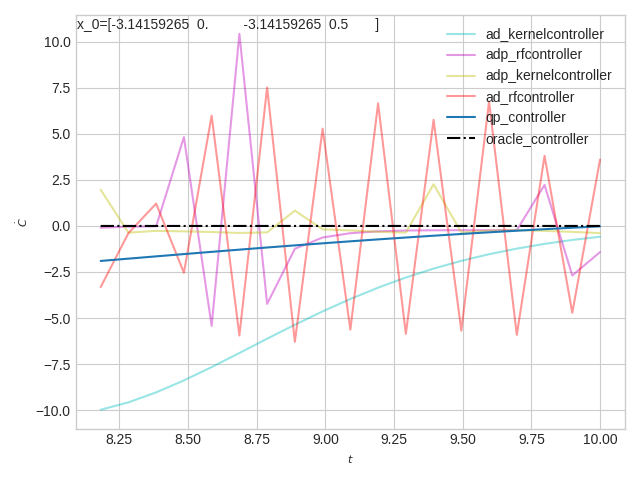 x_0=[-3.14159265 0. -3.14159265 0.5 ]
ad_kernelcontroller
adp_rfcontroller
adp_kernelcontroller
ad_rfcontroller
qp_controller
oracle_controller
10.0
7.5
5.0
2.5
0.0
−2.5
−5.0
−7.5
−10.0
Ċ
8.25 8.50 8.75 9.00 9.25 9.50 9.75 10.00
t